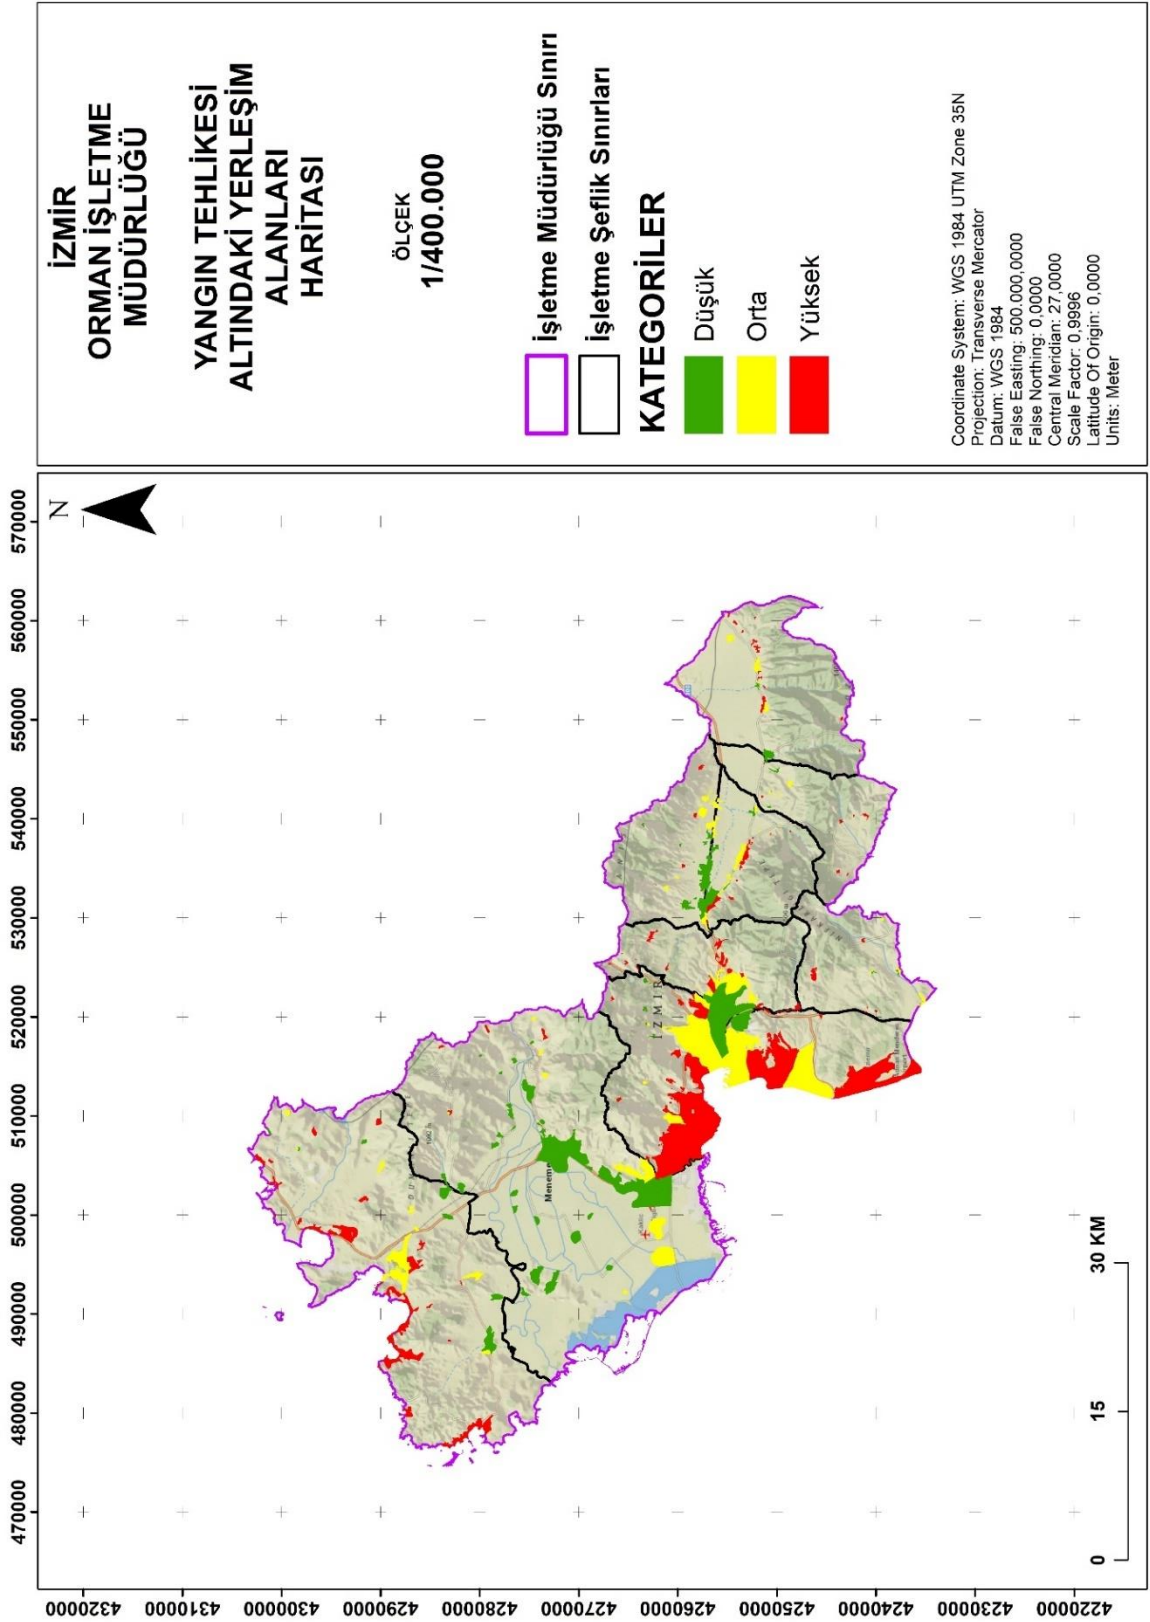 İZMİR
ORMAN İŞLETME
MÜDÜRLÜĞÜ
YANGIN TEHLİKESİ
ALTINDAKİ YERLEŞİM
ALANLARI
HARİTASI
ÖLÇEK
1/400.000
İşletme Müdürlüğü Sınırı
İşletme Şeflik Sınırları
KATEGORİLER
Düşük
Orta
Yüksek
Coordinate System: WGS 1984 UTM Zone 35N
Projection: Transverse Mercator
Datum: WGS 1984
False Easting: 500.000,0000
False Northing: 0,0000
Central Meridian: 27,0000
Scale Factor: 0,9996
Latitude Of Origin: 0,0000
Units: Meter
470000 480000 490000 500000 510000 520000 530000 540000 550000 560000 570000
N
4320000
4310000
4300000
4290000
4280000
4270000
4260000
4250000
4240000
4230000
4220000
Meneme
İZMİR
0 15 30 KM